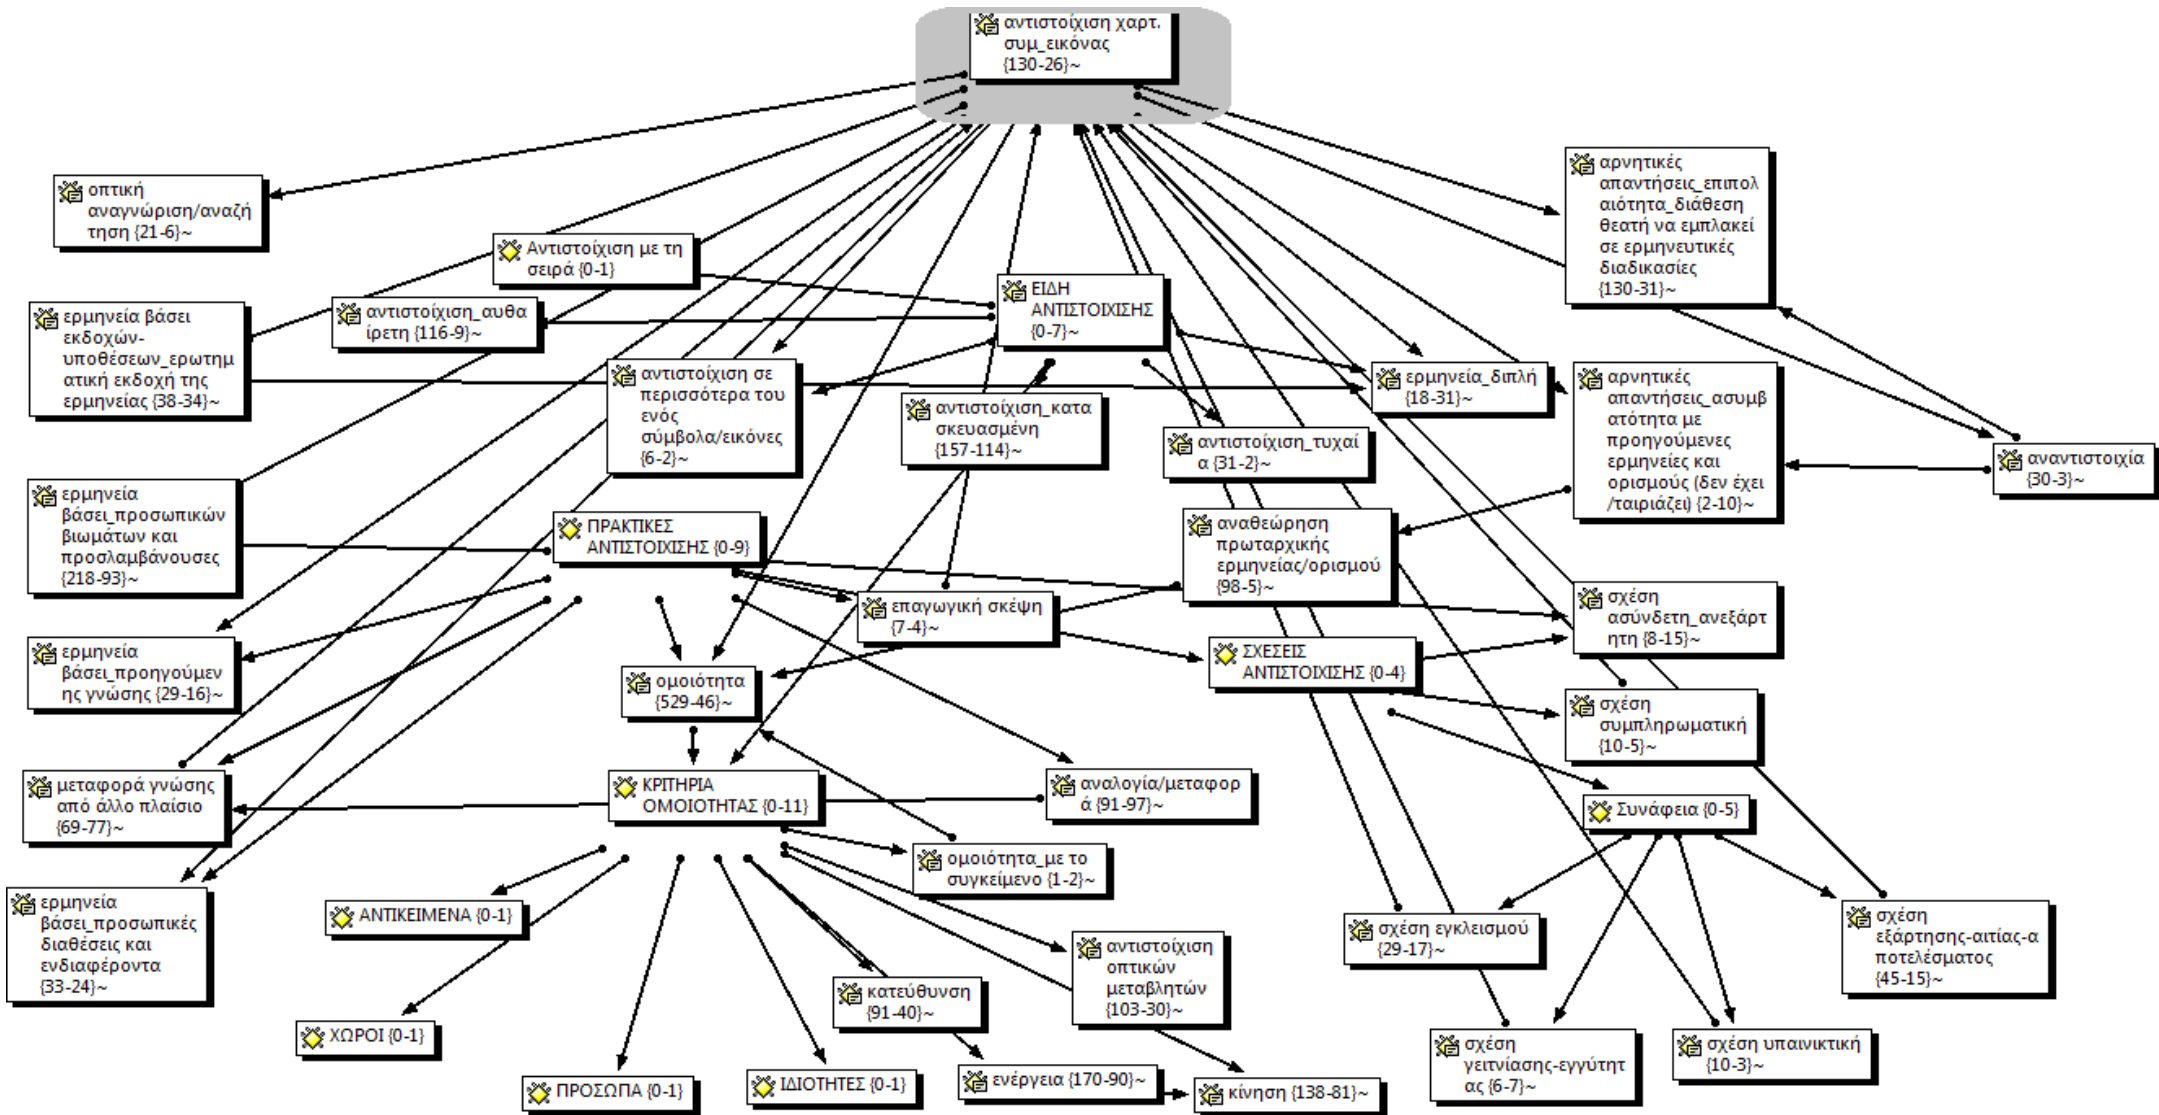 αντιστοίχιση χαρτ.
συμ_εικόνας
{130-26}~
οπτική
αναγνώριση/αναζή
τηση {21-6}~
αρνητικές
απαντήσεις_επιπολ
αιότητα_διάθεση
θεατή να εμπλακεί
σε ερμηνευτικές
διαδικασίες
{130-31}~
Αντιστοίχιση με τη
σειρά {0-1}
ΕΙΔΗ
ΑΝΤΙΣΤΟΙΧΙΣΗΣ
{0-7}~
αντιστοίχιση_αυθα
ίρετη {116-9}~
ερμηνεία βάσει
εκδοχών-
υποθέσεων_ερωτημ
ατική εκδοχή της
ερμηνείας {38-34}~
αντιστοίχιση σε
περισσότερα του
ενός
σύμβολα/εικόνες
{6-2}~
ερμηνεία_διπλή
{18-31}~
αρνητικές
απαντήσεις_ασυμβ
ατότητα με
προηγούμενες
ερμηνείες και
ορισμούς (δεν έχει
/ταιριάζει) {2-10}~
αντιστοίχιση_κατα
σκευασμένη
{157-114}~
αντιστοίχιση_τυχαί
α {31-2}~
αναντιστοιχία
{30-3}~
ερμηνεία
βάσει_προσωπικών
βιωμάτων και
προσλαμβάνουσες
{218-93}~
ΠΡΑΚΤΙΚΕΣ
ΑΝΤΙΣΤΟΙΧΙΣΗΣ {0-9}
αναθεώρηση
πρωταρχικής
ερμηνείας/ορισμού
{98-5}~
επαγωγική σκέψη
{7-4}~
σχέση
ασύνδετη_ανεξάρτ
ητη {8-15}~
ερμηνεία
βάσει_προηγούμεν
ης γνώσης {29-16}~
ΣΧΕΣΕΙΣ
ΑΝΤΙΣΤΟΙΧΙΣΗΣ {0-4}
ομοιότητα
{529-46}~
σχέση
συμπληρωματική
{10-5}~
μεταφορά γνώσης
από άλλο πλαίσιο
{69-77}~
ΚΡΙΤΗΡΙΑ
ΟΜΟΙΟΤΗΤΑΣ {0-11}
αναλογία/μεταφορ
ά {91-97}~
Συνάφεια {0-5}
ομοιότητα_με το
συγκείμενο {1-2}~
ερμηνεία
βάσει_προσωπικές
διαθέσεις και
ενδιαφέροντα
{33-24}~
ΑΝΤΙΚΕΙΜΕΝΑ {0-1}
σχέση εγκλεισμού
{29-17}~
σχέση
εξάρτησης-αιτίας-α
ποτελέσματος
{45-15}~
αντιστοίχιση
οπτικών
μεταβλητών
{103-30}~
κατεύθυνση
{91-40}~
ΧΩΡΟΙ {0-1}
σχέση
γειτνίασης-εγγύτητ
ας {6-7}~
σχέση υπαινικτική
{10-3}~
ΠΡΟΣΩΠΑ {0-1}
ΙΔΙΟΤΗΤΕΣ {0-1}
ενέργεια {170-90}~
κίνηση {138-81}~